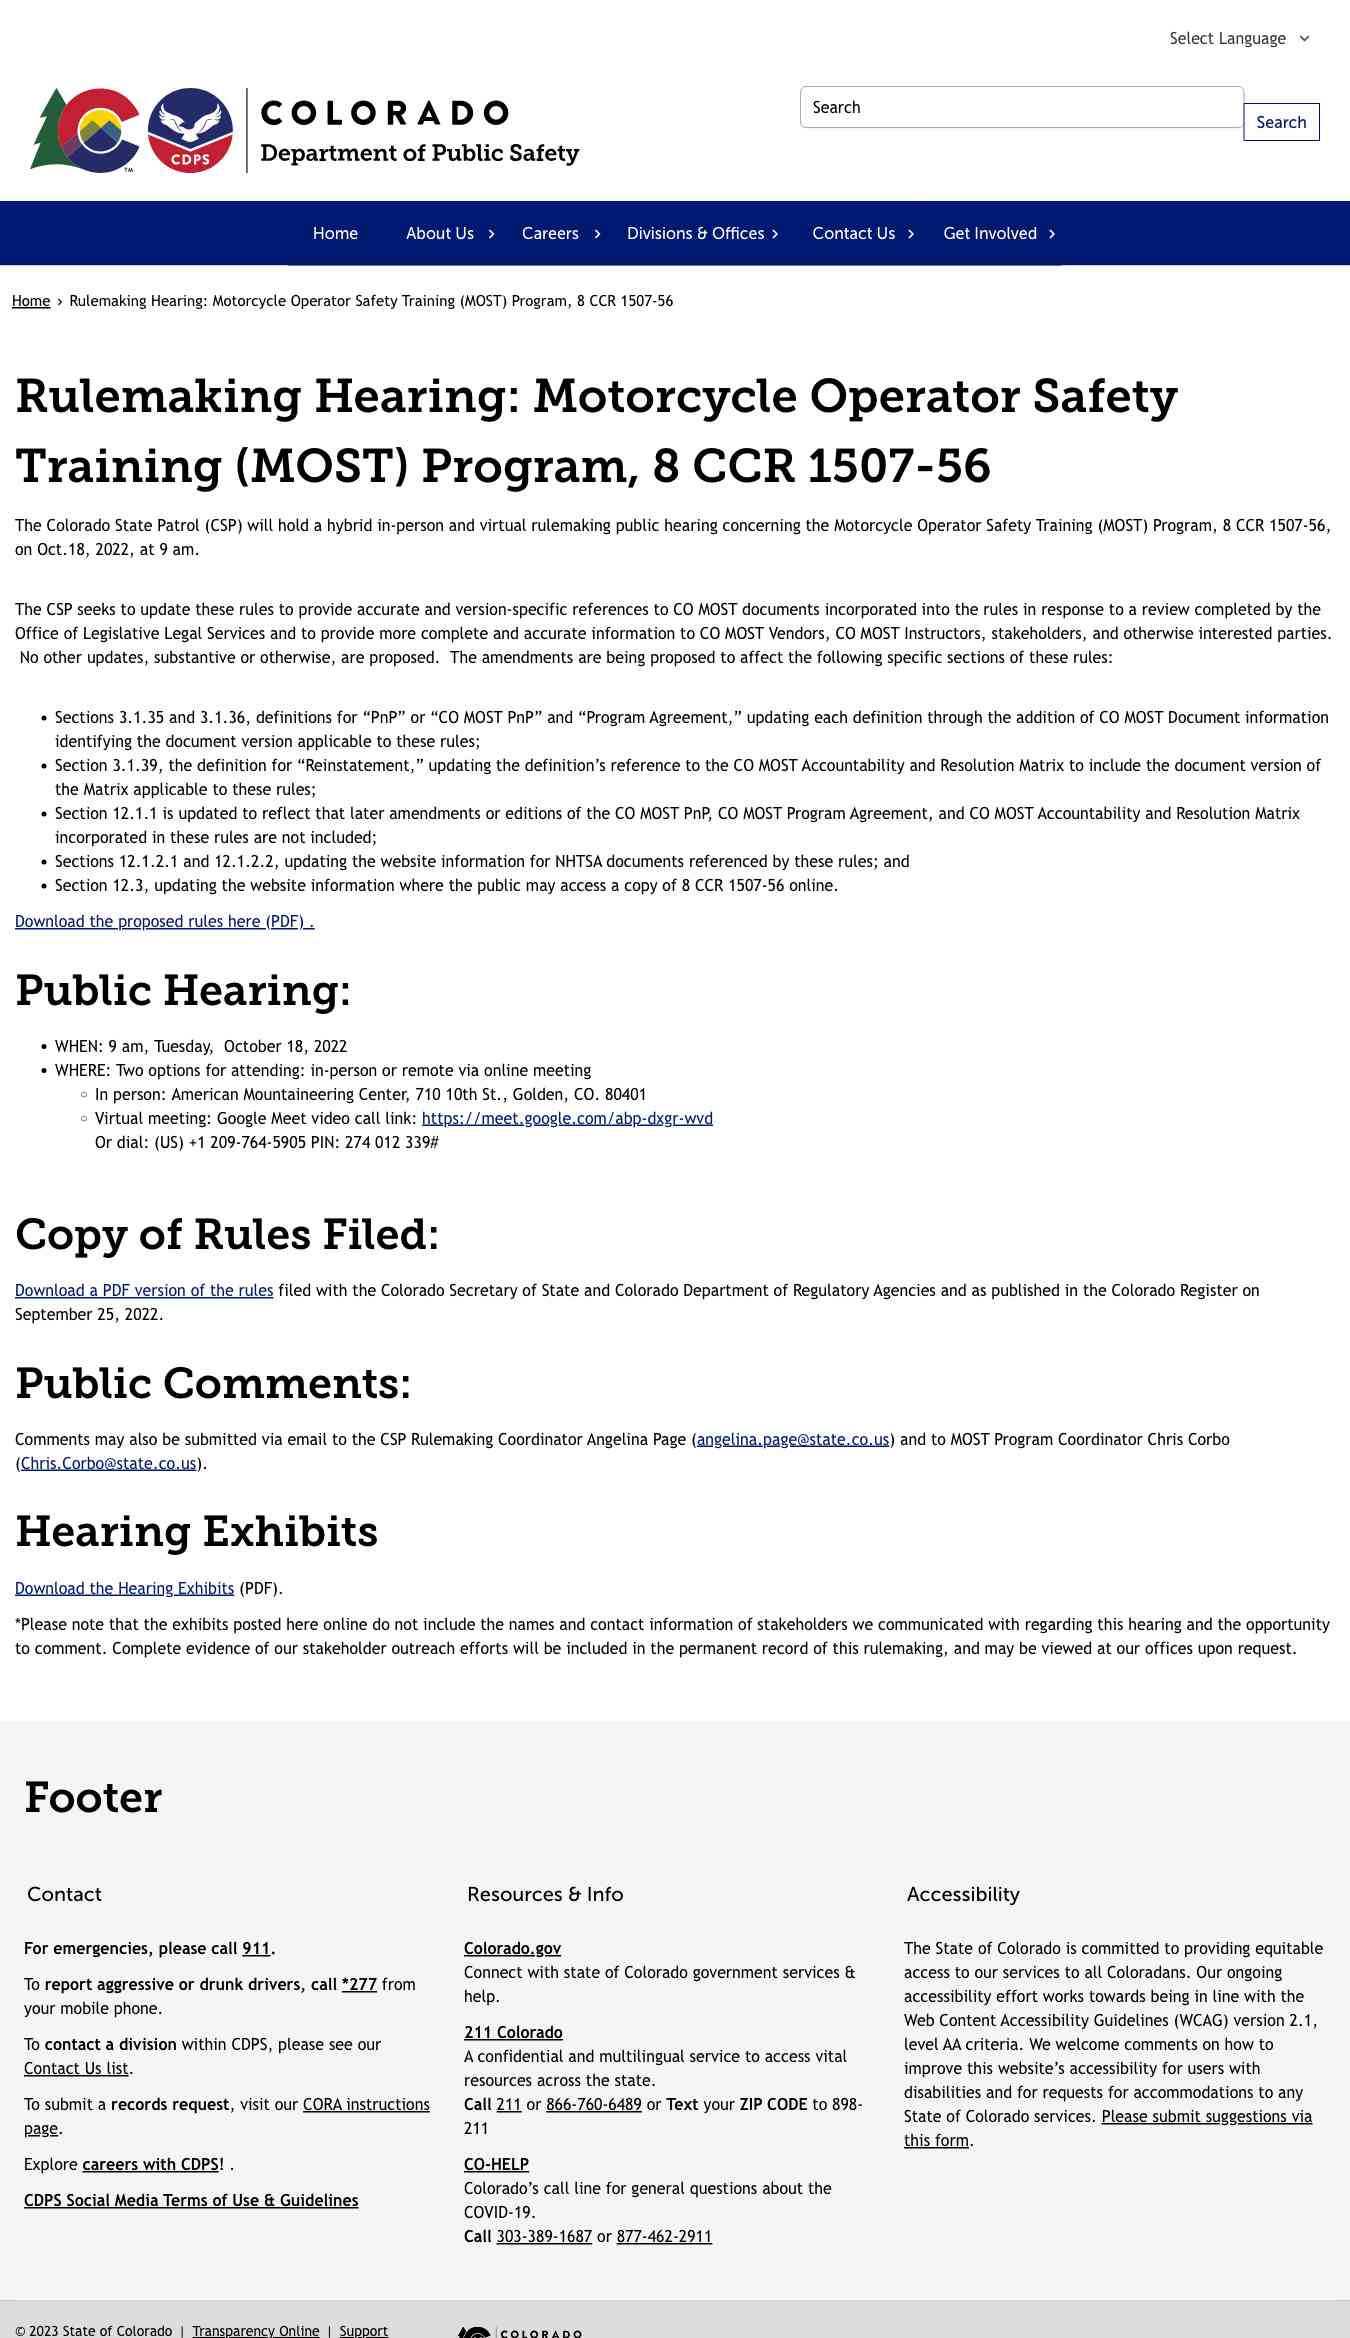 Select Language
COLORADO
Department of Public Safety
CDPS
TM
Search
Search
Home About Us Careers Divisions & Offices Contact Us Get Involved
Home › Rulemaking Hearing: Motorcycle Operator Safety Training (MOST) Program, 8 CCR 1507-56
Rulemaking Hearing: Motorcycle Operator Safety
Training (MOST) Program, 8 CCR 1507-56
The Colorado State Patrol (CSP) will hold a hybrid in-person and virtual rulemaking public hearing concerning the Motorcycle Operator Safety Training (MOST) Program, 8 CCR 1507-56,
on Oct.18, 2022, at 9 am.
The CSP seeks to update these rules to provide accurate and version-specific references to CO MOST documents incorporated into the rules in response to a review completed by the
Office of Legislative Legal Services and to provide more complete and accurate information to CO MOST Vendors, CO MOST Instructors, stakeholders, and otherwise interested parties.
No other updates, substantive or otherwise, are proposed.  The amendments are being proposed to affect the following specific sections of these rules:
• Sections 3.1.35 and 3.1.36, definitions for “PnP” or “CO MOST PnP” and “Program Agreement,” updating each definition through the addition of CO MOST Document information
identifying the document version applicable to these rules;
• Section 3.1.39, the definition for “Reinstatement,” updating the definition’s reference to the CO MOST Accountability and Resolution Matrix to include the document version of
the Matrix applicable to these rules;
• Section 12.1.1 is updated to reflect that later amendments or editions of the CO MOST PnP, CO MOST Program Agreement, and CO MOST Accountability and Resolution Matrix
incorporated in these rules are not included;
• Sections 12.1.2.1 and 12.1.2.2, updating the website information for NHTSA documents referenced by these rules; and
• Section 12.3, updating the website information where the public may access a copy of 8 CCR 1507-56 online.
Download the proposed rules here (PDF) .
Public Hearing:
• WHEN: 9 am, Tuesday,  October 18, 2022
• WHERE: Two options for attending: in-person or remote via online meeting
◦ In person: American Mountaineering Center, 710 10th St., Golden, CO. 80401
◦ Virtual meeting: Google Meet video call link: https://meet.google.com/abp-dxgr-wvd
Or dial: (US) +1 209-764-5905 PIN: 274 012 339#
Copy of Rules Filed:
Download a PDF version of the rules filed with the Colorado Secretary of State and Colorado Department of Regulatory Agencies and as published in the Colorado Register on
September 25, 2022.
Public Comments:
Comments may also be submitted via email to the CSP Rulemaking Coordinator Angelina Page (angelina.page@state.co.us) and to MOST Program Coordinator Chris Corbo
(Chris.Corbo@state.co.us).
Hearing Exhibits
Download the Hearing Exhibits (PDF).
*Please note that the exhibits posted here online do not include the names and contact information of stakeholders we communicated with regarding this hearing and the opportunity
to comment. Complete evidence of our stakeholder outreach efforts will be included in the permanent record of this rulemaking, and may be viewed at our offices upon request.
Footer
Contact
For emergencies, please call 911.
To report aggressive or drunk drivers, call *277 from
your mobile phone.
To contact a division within CDPS, please see our
Contact Us list.
To submit a records request, visit our CORA instructions
page.
Explore careers with CDPS! .
CDPS Social Media Terms of Use & Guidelines
Resources & Info
Colorado.gov
Connect with state of Colorado government services &
help.
211 Colorado
A confidential and multilingual service to access vital
resources across the state.
Call 211 or 866-760-6489 or Text your ZIP CODE to 898-
211
CO-HELP
Colorado’s call line for general questions about the
COVID-19.
Call 303-389-1687 or 877-462-2911
Accessibility
The State of Colorado is committed to providing equitable
access to our services to all Coloradans. Our ongoing
accessibility effort works towards being in line with the
Web Content Accessibility Guidelines (WCAG) version 2.1,
level AA criteria. We welcome comments on how to
improve this website’s accessibility for users with
disabilities and for requests for accommodations to any
State of Colorado services. Please submit suggestions via
this form.
© 2023 State of Colorado | Transparency Online | Support
COLORADO